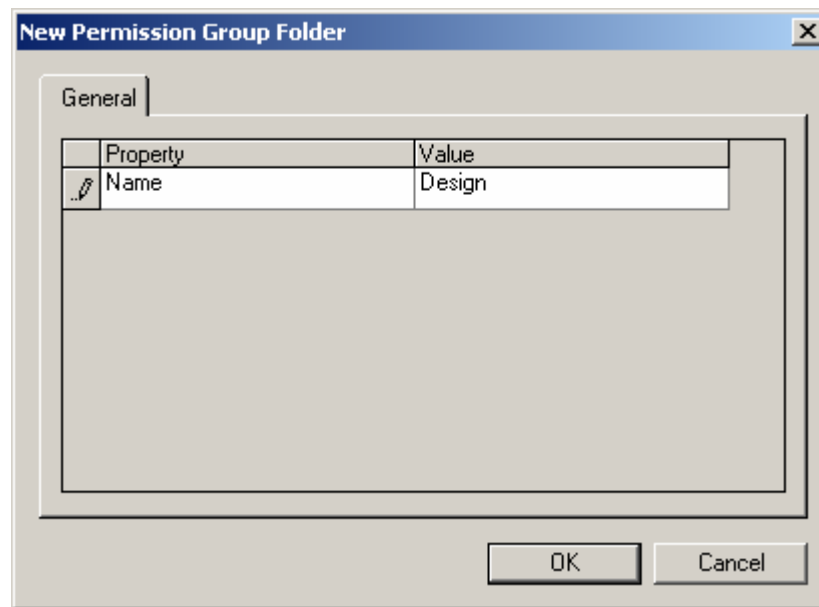 New Permission Group Folder
General
Property Value
Name Design
OK Cancel